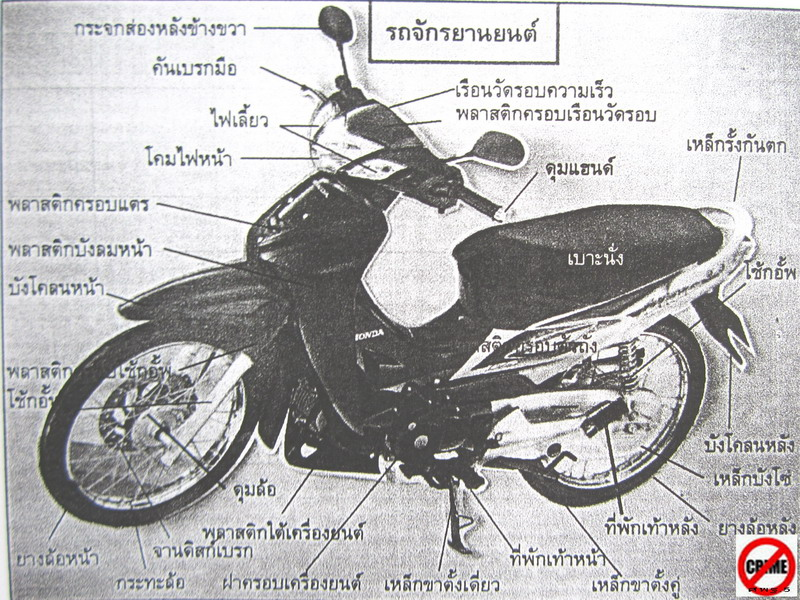 รถจักรยานยนต์
กระจกส่องหลังข้างขวา
คันเบรกมือ
เรือนวัดรอบความเร็ว
พลาสติกครอบเรือนวัดรอบ
ไฟเลี้ยว
โคมไฟหน้า
เหล็กรั้งกันตก
ดุมแฮนด์
พลาสติกครอบแตร
พลาสติกบังลมหน้า
เบาะนั่ง
โช้กอั้พ
บังโคลนหน้า
HONDA
พลาสติก โช้กอั้พ
โช้กอั้พ
บังโคลนหลัง
เหล็กบังโซ่
ดุมล้อ
พลาสติกใต้เครื่องยนต์
ที่พักเท้าหลัง
ยางล้อหลัง
ยางล้อหน้า
จานดิสก์เบรก
ที่พักเท้าหน้า
กระทะล้อ
ฝาครอบเครื่องยนต์
เหล็กขาตั้งเดี่ยว
เหล็กขาตั้งคู่
CRIME